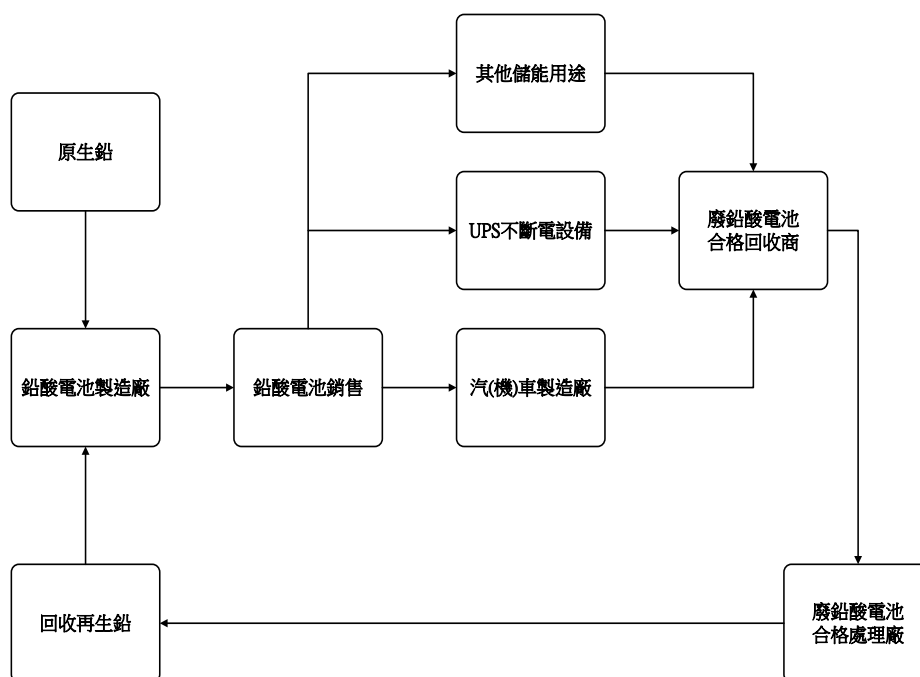 其他儲能用途
原生鉛
UPS不斷電設備
廢鉛酸電池
合格回收商
鉛酸電池製造廠
鉛酸電池銷售
汽(機)車製造廠
回收再生鉛
廢鉛酸電池
合格處理廠